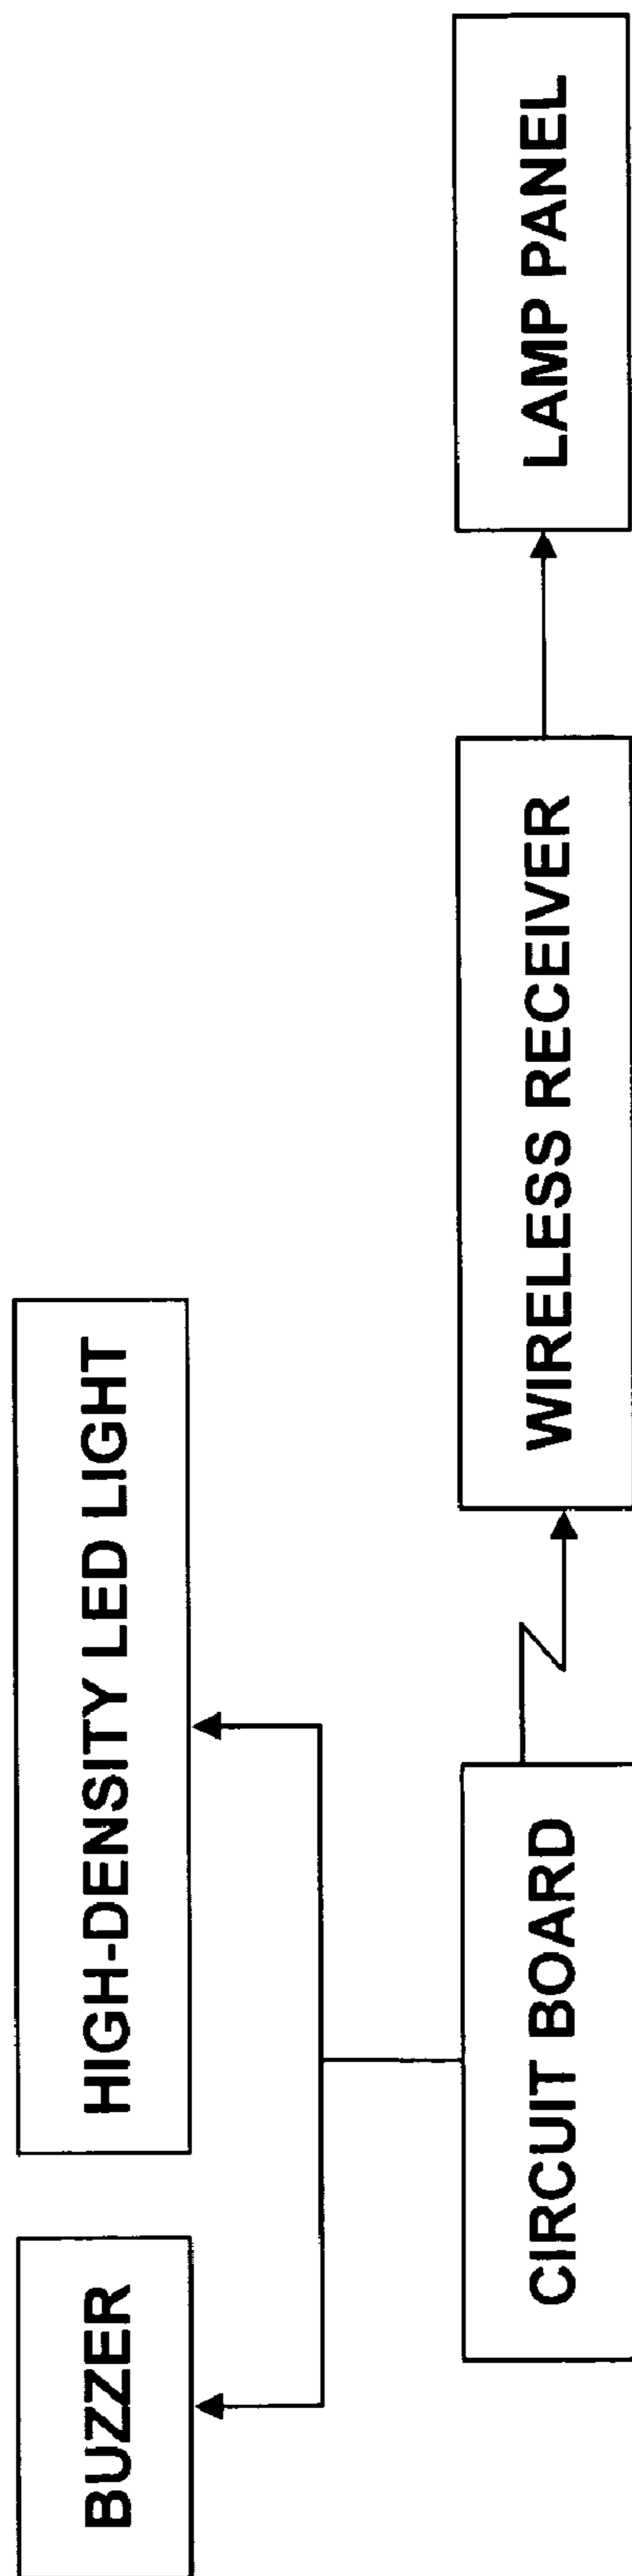 BUZZER
HIGH-DENSITY LED LIGHT
CIRCUIT BOARD
WIRELESS RECEIVER
LAMP PANEL